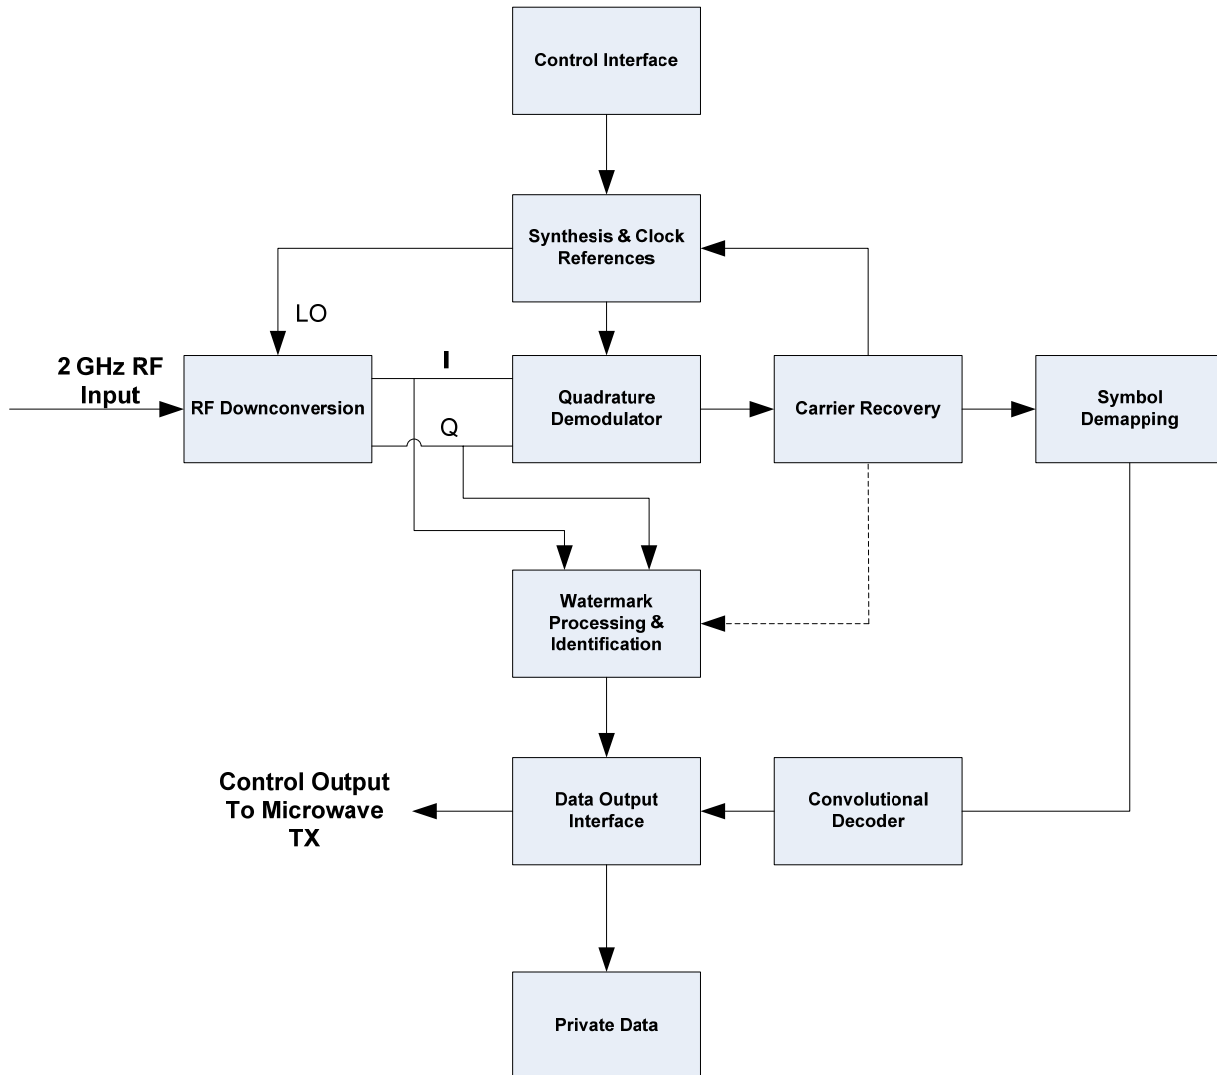 Control Interface
Synthesis & Clock
References
LO
2 GHz RF
Input
RF Downconversion
I
Q
Quadrature
Demodulator
Carrier Recovery
Symbol
Demapping
Watermark
Processing &
Identification
Control Output
To Microwave
TX
Data Output
Interface
Convolutional
Decoder
Private Data